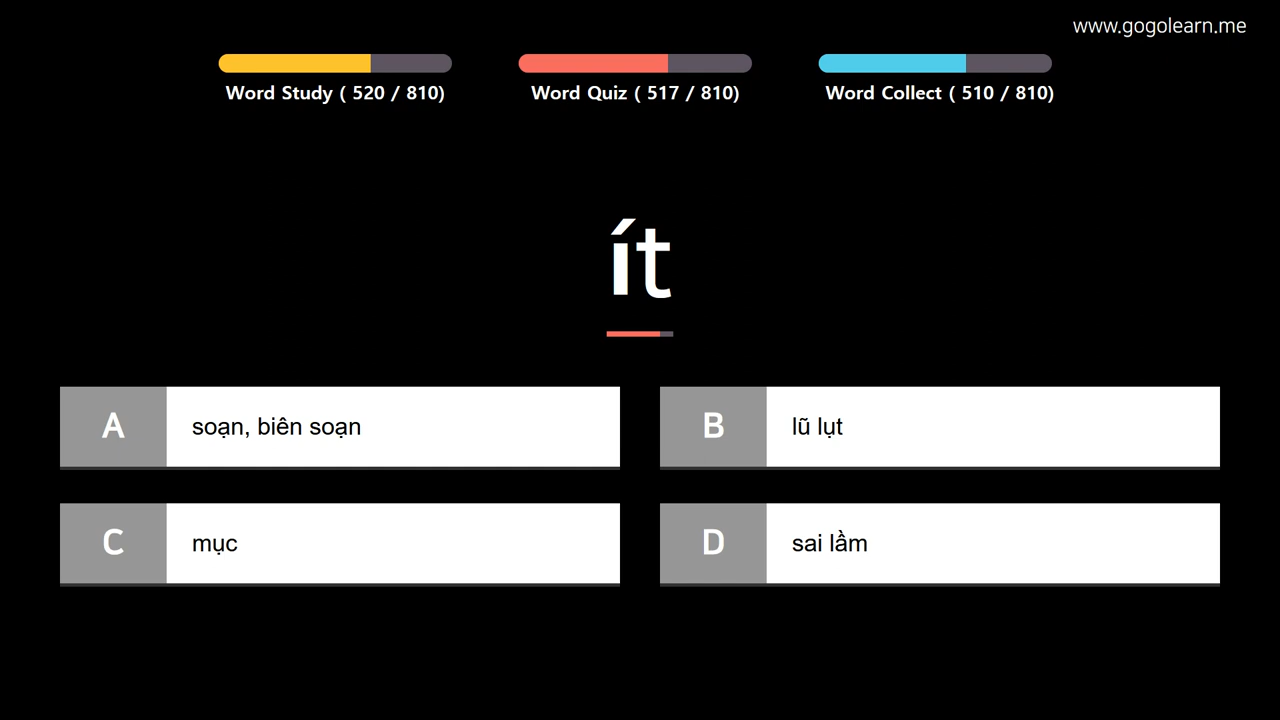 www.gogolearn.me
Word Study ( 520 / 810)
Word Quiz ( 517 / 810)
Word Collect ( 510 / 810)
ít
A
soạn, biên soạn
B
lũ lụt
C
mục
D
sai lầm